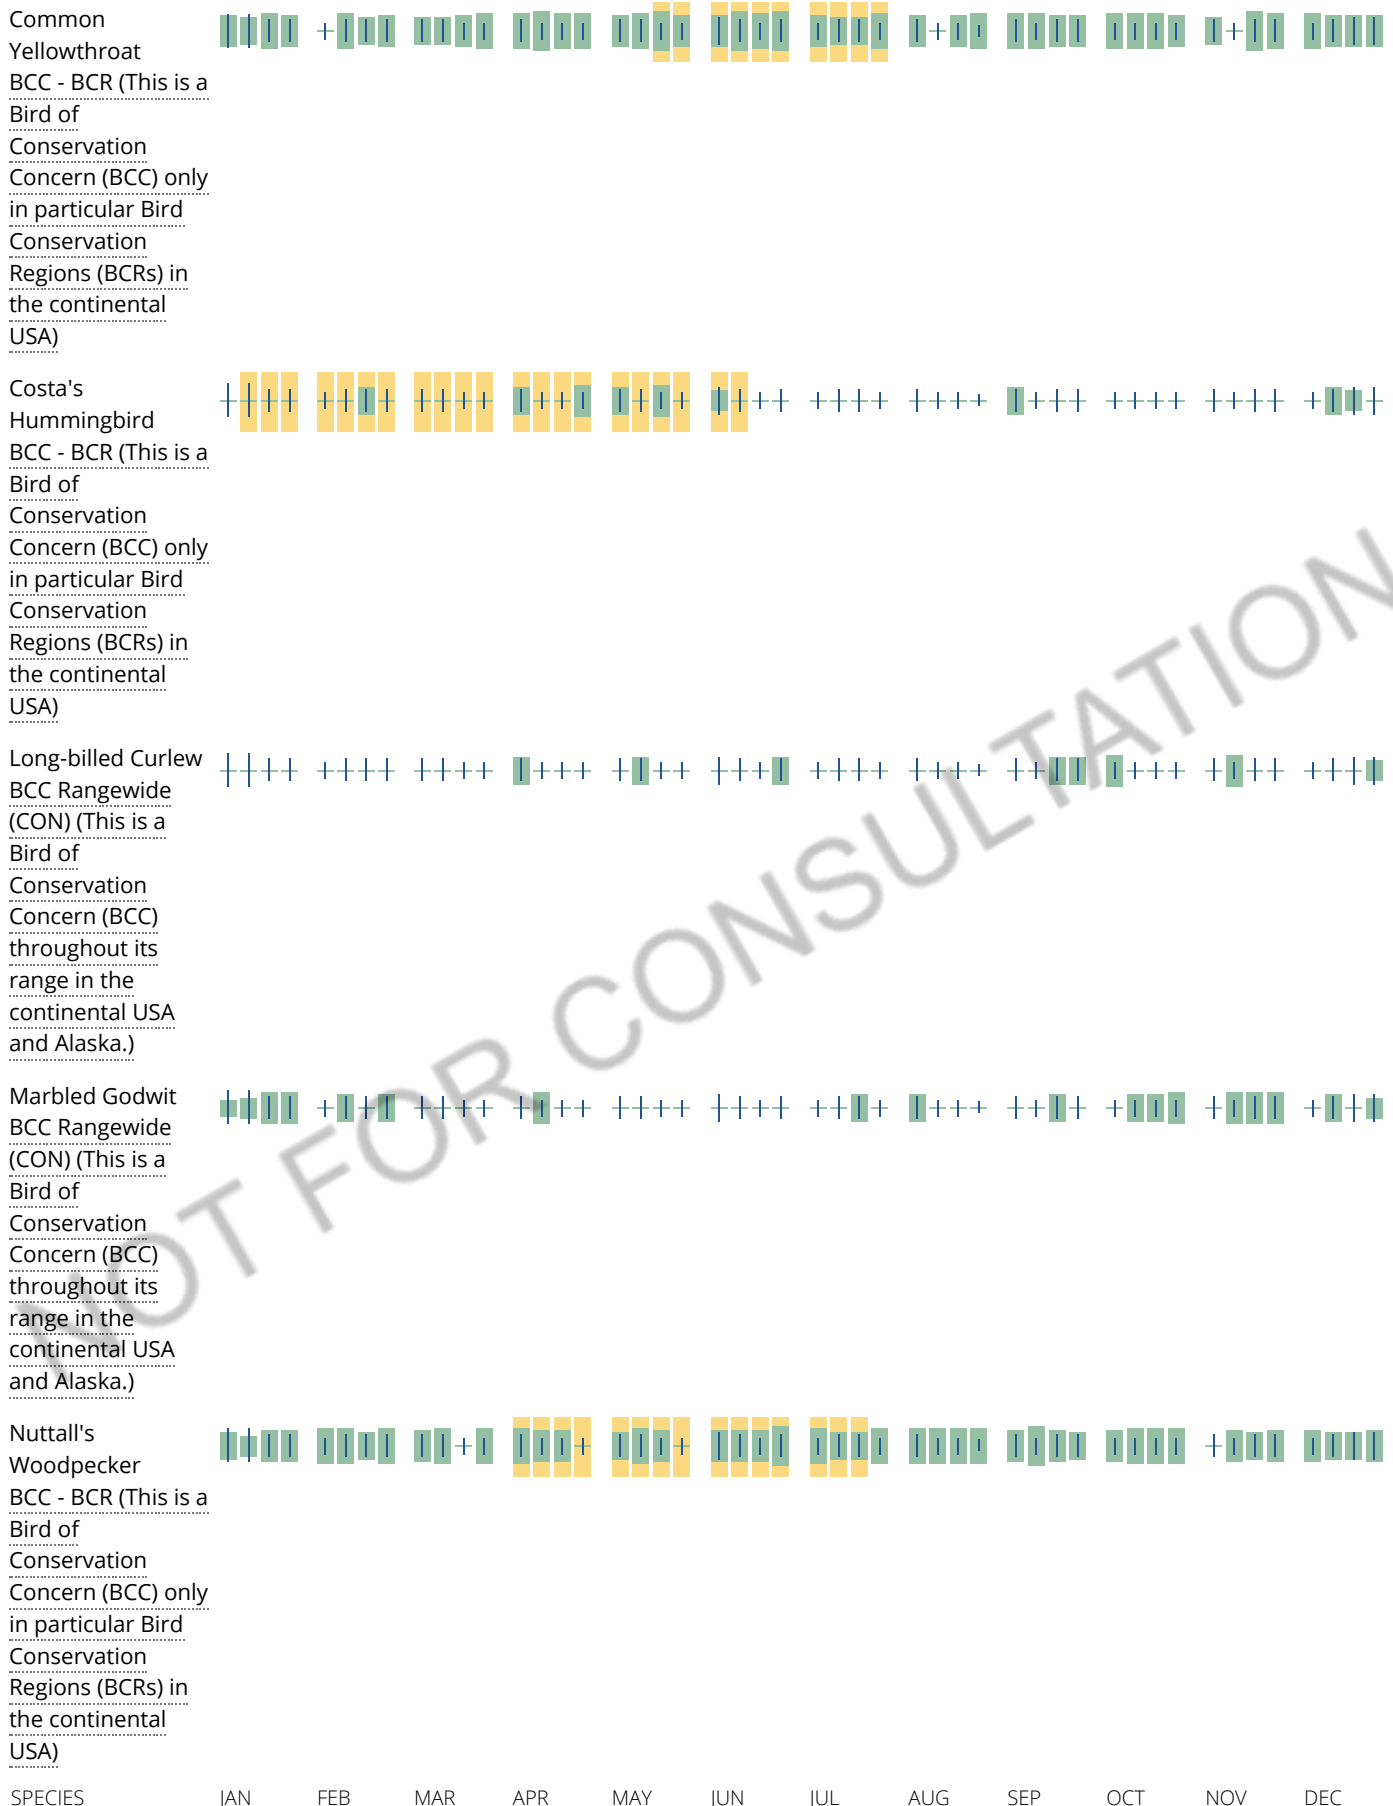 Common
Yellowthroat
BCC - BCR (This is a
Bird of
Conservation
Concern (BCC) only
in particular Bird
Conservation
Regions (BCRs) in
the continental
USA)
Costa's
Hummingbird
BCC - BCR (This is a
Bird of
Conservation
Concern (BCC) only
in particular Bird
Conservation
Regions (BCRs) in
the continental
USA)
Long-billed Curlew
BCC Rangewide
(CON) (This is a
Bird of
Conservation
Concern (BCC)
throughout its
range in the
continental USA
and Alaska.)
Marbled Godwit
BCC Rangewide
(CON) (This is a
Bird of
Conservation
Concern (BCC)
throughout its
range in the
continental USA
and Alaska.)
Nuttall's
Woodpecker
BCC - BCR (This is a
Bird of
Conservation
Concern (BCC) only
in particular Bird
Conservation
Regions (BCRs) in
the continental
USA)
SPECIES JAN FEB MAR APR MAY JUN JUL AUG SEP OCT NOV DEC
NOT FOR CONSULTATION